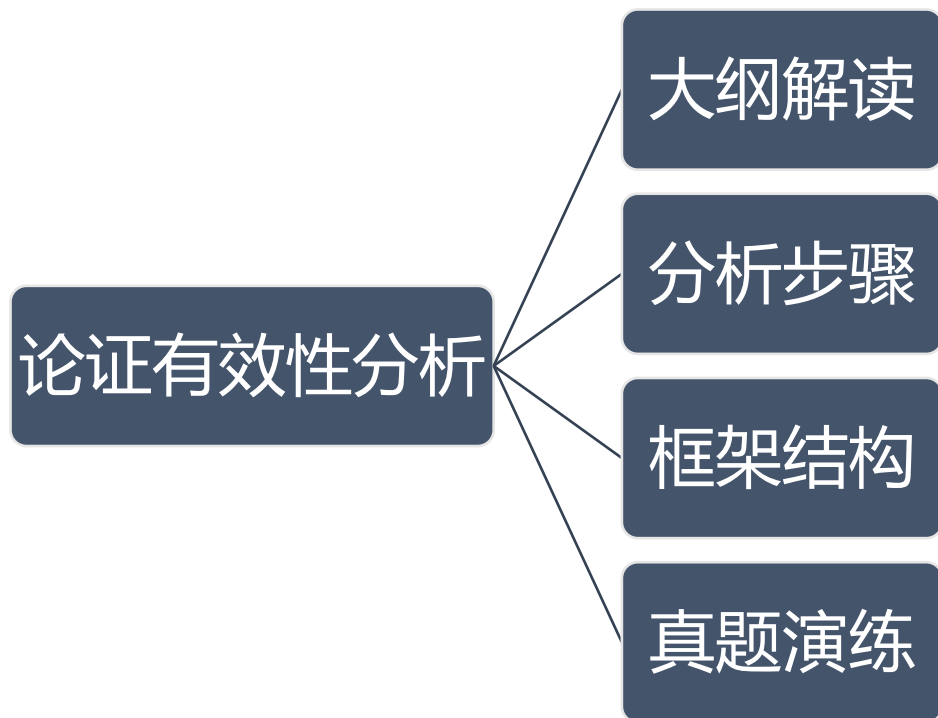 大纲解读
分析步骤
论证有效性分析
框架结构
真题演练